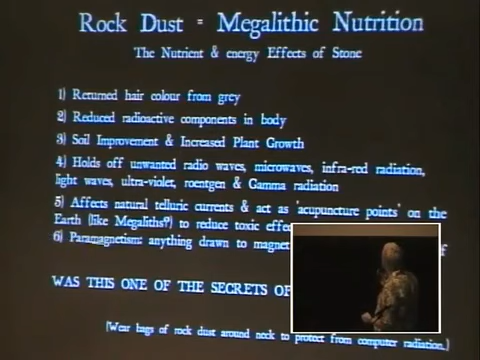 Rock Dust = Megalithic Nutrition
The Nutrient & energy Effects of Stone
1) Returned hair colour from grey
2) Reduced radioactive components in body
3) Soil Improvement & Increased Plant Growth
4) Holds off unwanted radio waves, microwaves, infra-red radiation,
light waves, ultra-violet, roentgen & Gamma radiation
5) Affects natural telluric currents & act as 'acupuncture points' on the
Earth (like Megaliths?) to reduce toxic
6) Paramagnetism: anything drawn to magnet of
WAS THIS ONE OF THE SECRETS OF
(Wear bags of rock dust around neck to protect from computer radiation.)